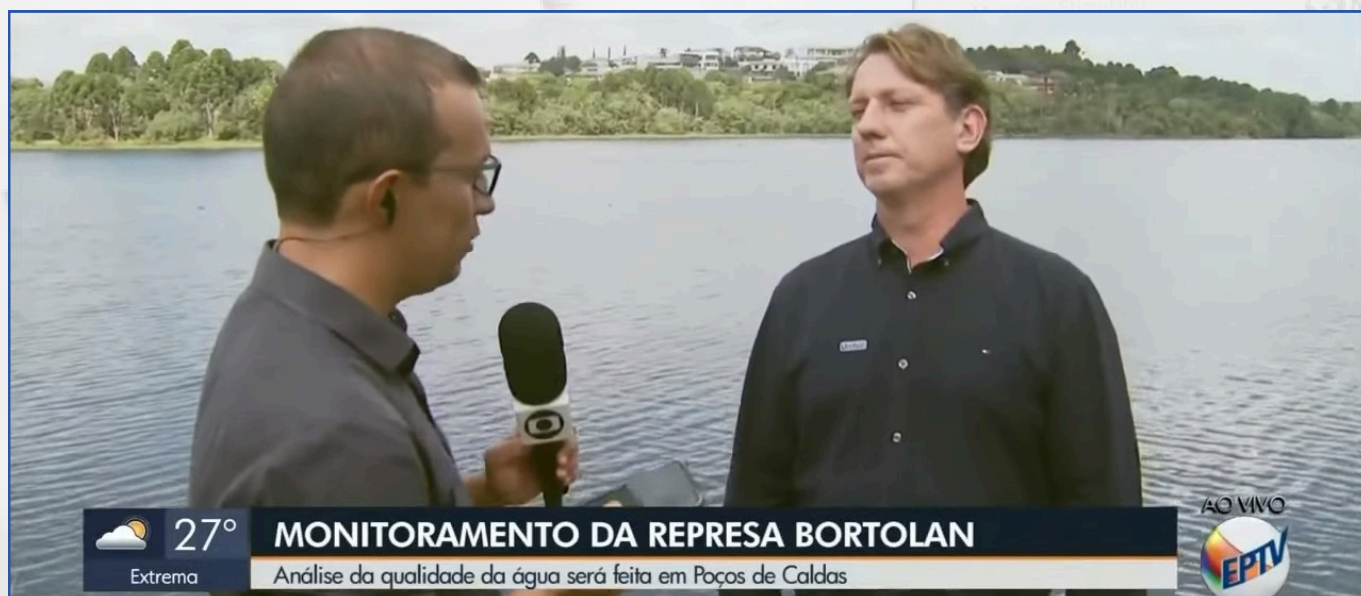 27°
Extrema
MONITORAMENTO DA REPRESA BORTOLAN
Análise da qualidade da água será feita em Poços de Caldas
AO VIVO
EPTV